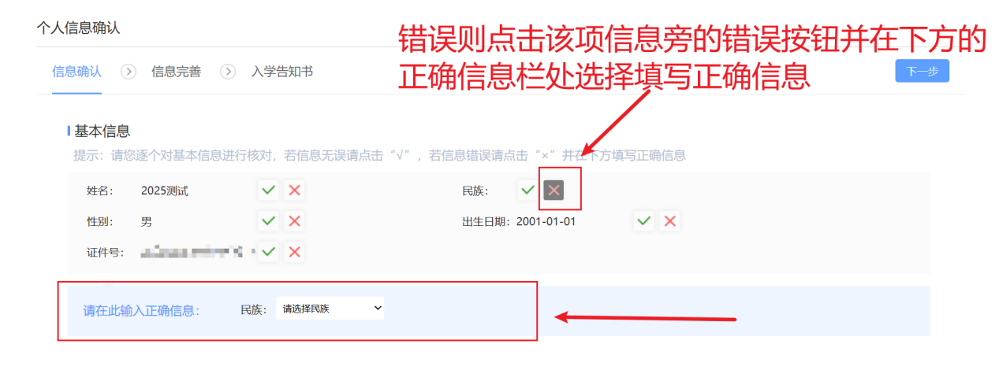 个人信息确认
错误则点击该项信息旁的错误按钮并在下方的
正确信息栏处选择填写正确信息
信息确认 信息完善 入学告知书 下一步
基本信息
提示：请您逐个对基本信息进行核对，若信息无误请点击“√”，若信息错误请点击“×”并在下方填写正确信息
姓名： 2025测试 民族：
性别： 男 出生日期：2001-01-01
证件号：
请在此输入正确信息： 民族： 请选择民族